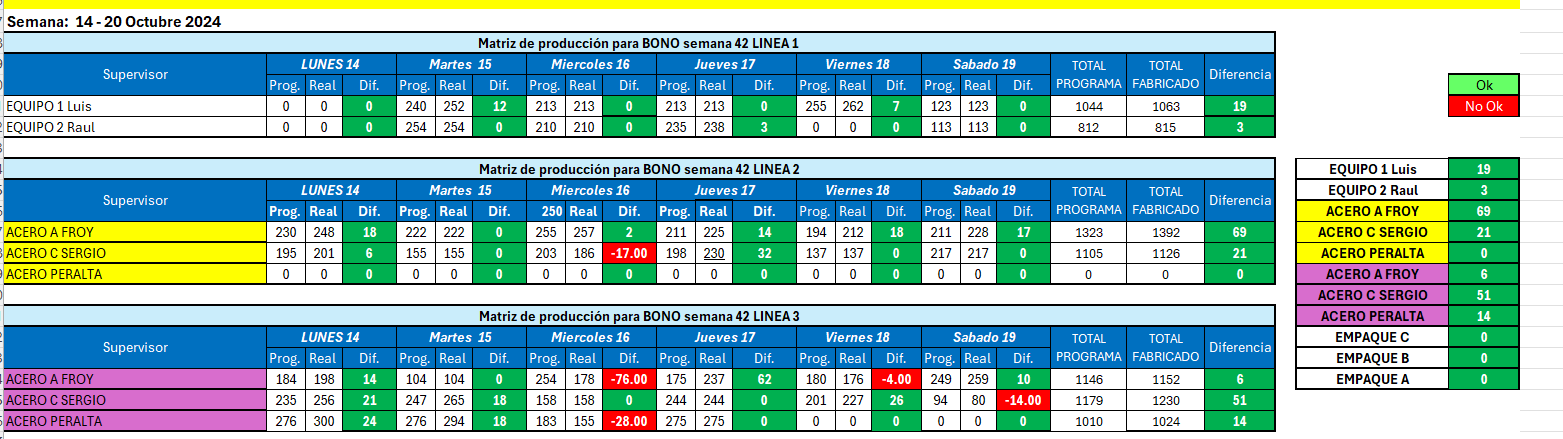 Semana: 14 - 20 Octubre 2024
Matriz de producción para BONO semana 42 LINEA 1
Supervisor LUNES 14 Martes 15 Miercoles 16 Jueves 17 Viernes 18 Sabado 19 TOTAL PROGRAMA TOTAL FABRICADO Diferencia
Prog. Real Dif. Prog. Real Dif. Prog. Real Dif. Prog. Real Dif. Prog. Real Dif. Prog. Real Dif.
EQUIPO 1 Luis 0 0 0 240 252 12 213 213 0 213 213 0 255 262 7 123 123 0 1044 1063 19
EQUIPO 2 Raul 0 0 0 254 254 0 210 210 0 235 238 3 0 0 0 113 113 0 812 815 3
Ok
No Ok
Matriz de producción para BONO semana 42 LINEA 2
Supervisor LUNES 14 Martes 15 Miercoles 16 Jueves 17 Viernes 18 Sabado 19 TOTAL PROGRAMA TOTAL FABRICADO Diferencia
Prog. Real Dif. Prog. Real Dif. 250 Real Dif. Prog. Real Dif. Prog. Real Dif. Prog. Real Dif.
ACERO A FROY 230 248 18 222 222 0 255 257 2 211 225 14 194 212 18 211 228 17 1323 1392 69
ACERO C SERGIO 195 201 6 155 155 0 203 186 -17.00 198 230 32 137 137 0 217 217 0 1105 1126 21
ACERO PERALTA 0 0 0 0 0 0 0 0 0 0 0 0 0 0 0 0 0 0 0 0 0
Matriz de producción para BONO semana 42 LINEA 3
Supervisor LUNES 14 Martes 15 Miercoles 16 Jueves 17 Viernes 18 Sabado 19 TOTAL PROGRAMA TOTAL FABRICADO Diferencia
Prog. Real Dif. Prog. Real Dif. Prog. Real Dif. Prog. Real Dif. Prog. Real Dif. Prog. Real Dif.
ACERO A FROY 184 198 14 104 104 0 254 178 -76.00 175 237 62 180 176 -4.00 249 259 10 1146 1152 6
ACERO C SERGIO 235 256 21 247 265 18 158 158 0 244 244 0 201 227 26 94 80 -14.00 1179 1230 51
ACERO PERALTA 276 300 24 276 294 18 183 155 -28.00 275 275 0 0 0 0 0 0 0 1010 1024 14
EQUIPO 1 Luis 19
EQUIPO 2 Raul 3
ACERO A FROY 69
ACERO C SERGIO 21
ACERO PERALTA 0
ACERO A FROY 6
ACERO C SERGIO 51
ACERO PERALTA 14
EMPAQUE C 0
EMPAQUE B 0
EMPAQUE A 0